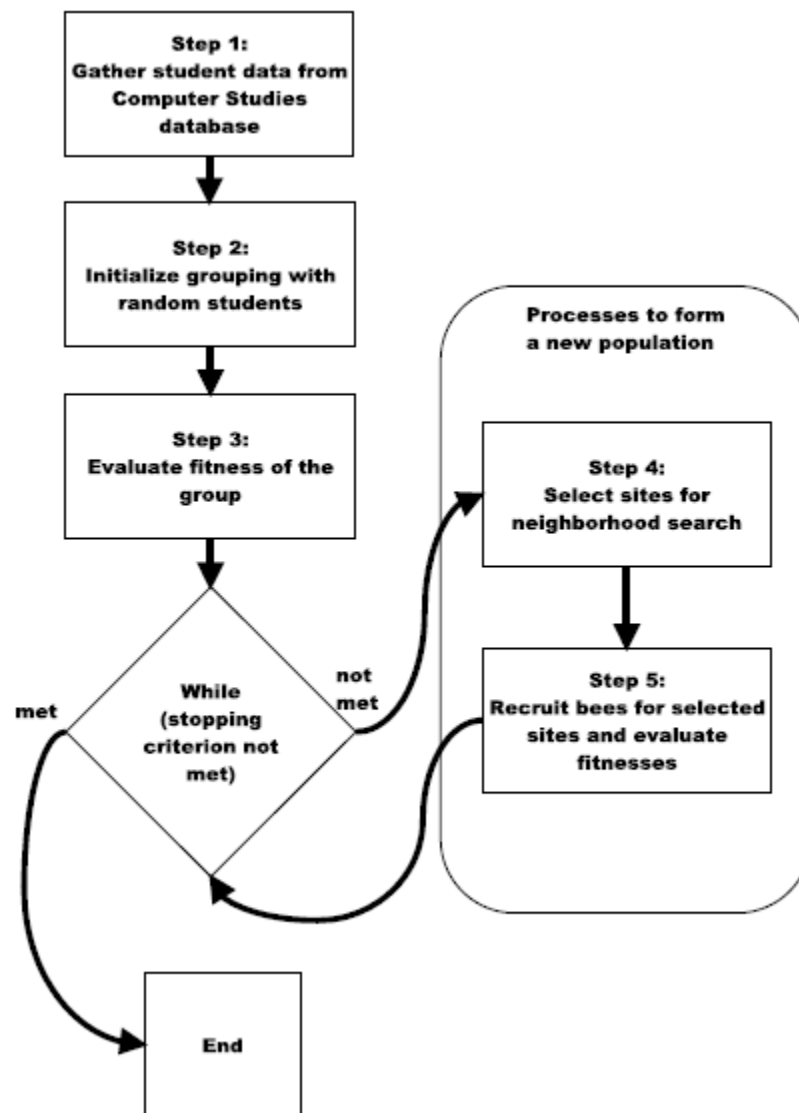 Step 1:
Gather student data from
Computer Studies
database
Step 2:
Initialize grouping with
random students
Step 3:
Evaluate fitness of the
group
While
(stopping
criterion not
met)
met
not
met
Processes to form
a new population
Step 4:
Select sites for
neighborhood search
Step 5:
Recruit bees for selected
sites and evaluate
fitnesses
End